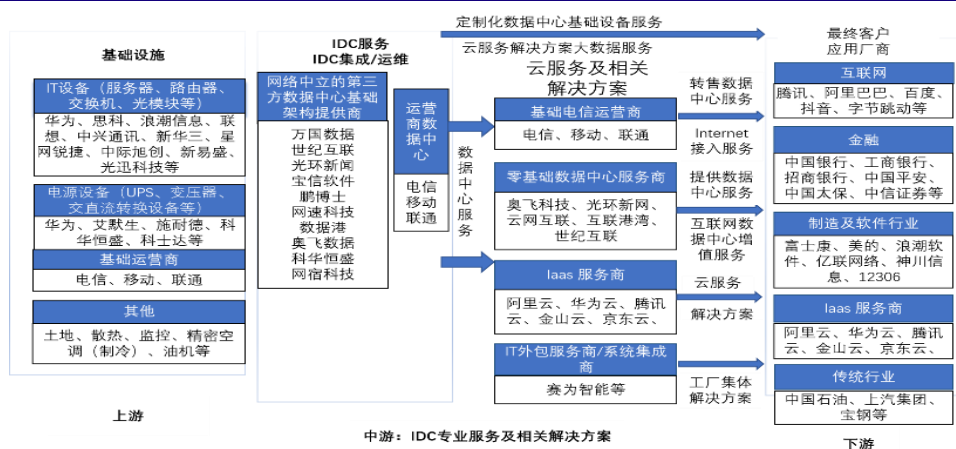 定制化数据中心基础设备服务
云服务解决方案大数据服务
基础设施
IT设备（服务器、路由器、
交换机、光模块等）
华为、思科、浪潮信息、联
想、中兴通讯、新华三、星
网锐捷、中际旭创、新易盛、
光迅科技等
电源设备（UPS、变压器、
交直流转换设备等）
华为、艾默生、施耐德、科
华恒盛、科士达等
基础运营商
电信、移动、联通
其他
土地、散热、监控、精密空
调（制冷）、油机等
上游
IDC服务
IDC集成/运维
网络中立的第三
方数据中心基础
架构提供商
万国数据
世纪互联
光环新闻
宝信软件
鹏博士
网速科技
数据港
奥飞数据
科华恒盛
网宿科技
运营
商数
据中
心
电信
移动
联通
数据中心服务
云服务及相关
解决方案
基础电信运营商
电信、移动、联通
零基础数据中心服务商
奥飞科技、光环新网、
云网互联、互联港湾、
世纪互联
Iaas 服务商
阿里云、华为云、腾讯
云、金山云、京东云、
IT外包服务商/系统集成
商
赛为智能等
中游：IDC专业服务及相关解决方案
转售数据
中心服务
Internet
接入服务
提供数据
中心服务
互联网数
据中心增
值服务
云服务
解决方案
工厂集体
解决方案
最终客户
应用厂商
互联网
腾讯、阿里巴巴、百度、
抖音、字节跳动等
金融
中国银行、工商银行、
招商银行、中国平安、
中国太保、中信证券等
制造及软件行业
富士康、美的、浪潮软
件、亿联网络、神川信
息、12306
Iaas 服务商
阿里云、华为云、腾讯
云、金山云、京东云、
传统行业
中国石油、上汽集团、
宝钢等
下游